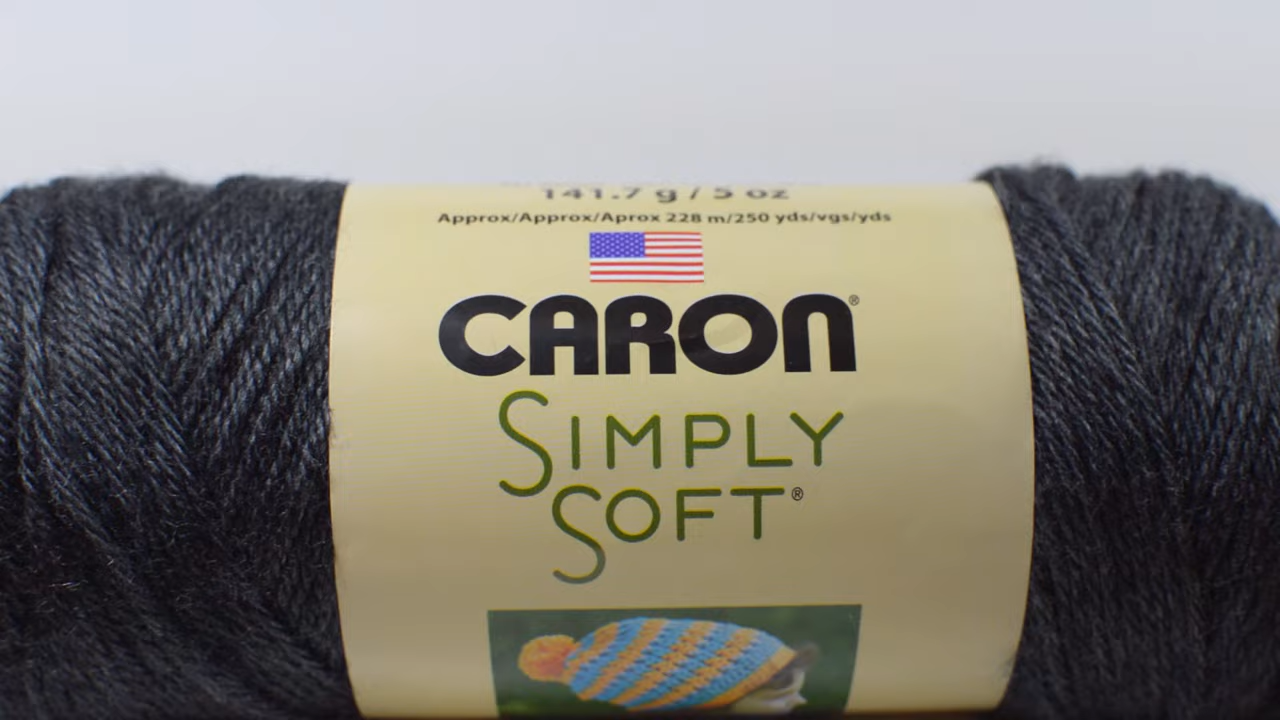 141.7 g / 5 oz
Approx/Approx/Aprox 228 m/250 yds/vgs/yds
CARON®
SIMPLY
SOFT®